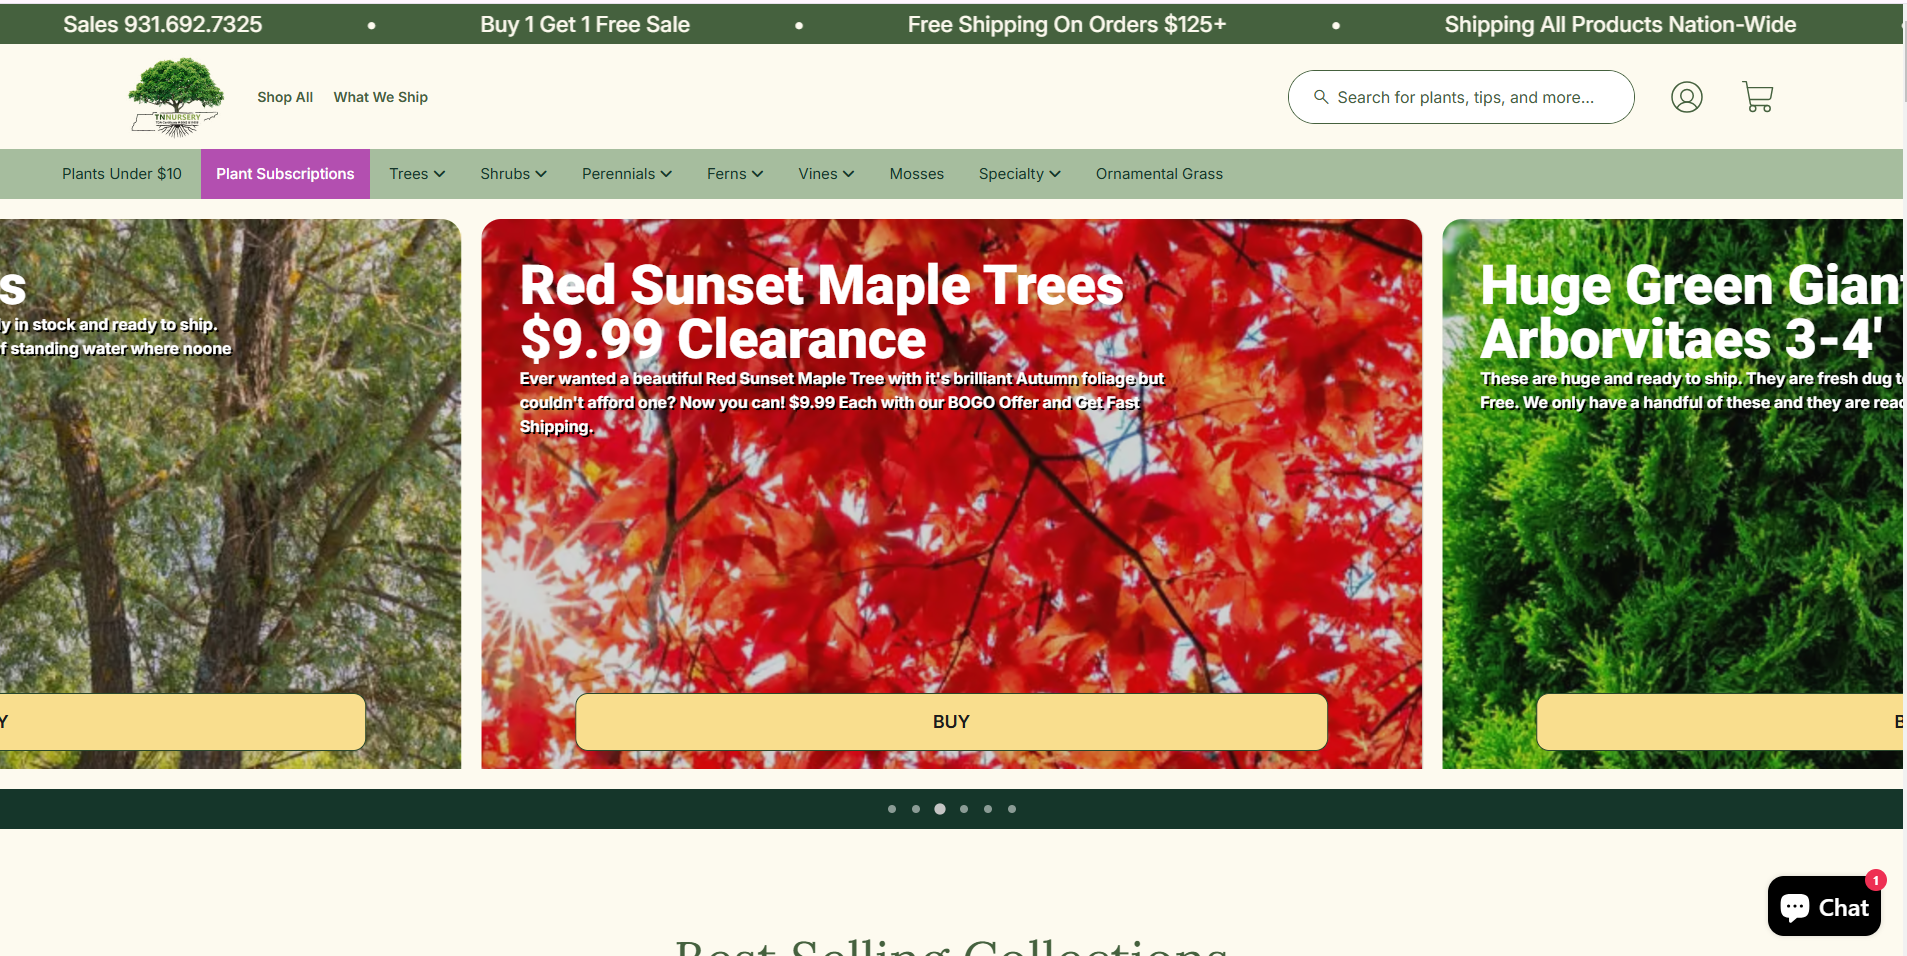 Sales 931.692.7325 • Buy 1 Get 1 Free Sale • Free Shipping On Orders $125+ • Shipping All Products Nation-Wide
TNNURSERY
Shop All What We Ship
Search for plants, tips, and more...
Plants Under $10 Plant Subscriptions Trees Shrubs Perennials Ferns Vines Mosses Specialty Ornamental Grass
s
y in stock and ready to ship.
f standing water where noone
Y
Red Sunset Maple Trees
$9.99 Clearance
Ever wanted a beautiful Red Sunset Maple Tree with it's brilliant Autumn foliage but
couldn't afford one? Now you can! $9.99 Each with our BOGO Offer and Get Fast
Shipping.
BUY
Huge Green Giant
Arborvitaes 3-4'
These are huge and ready to ship. They are fresh dug t
Free. We only have a handful of these and they are rea
B
1
Chat
Best Selling Collections